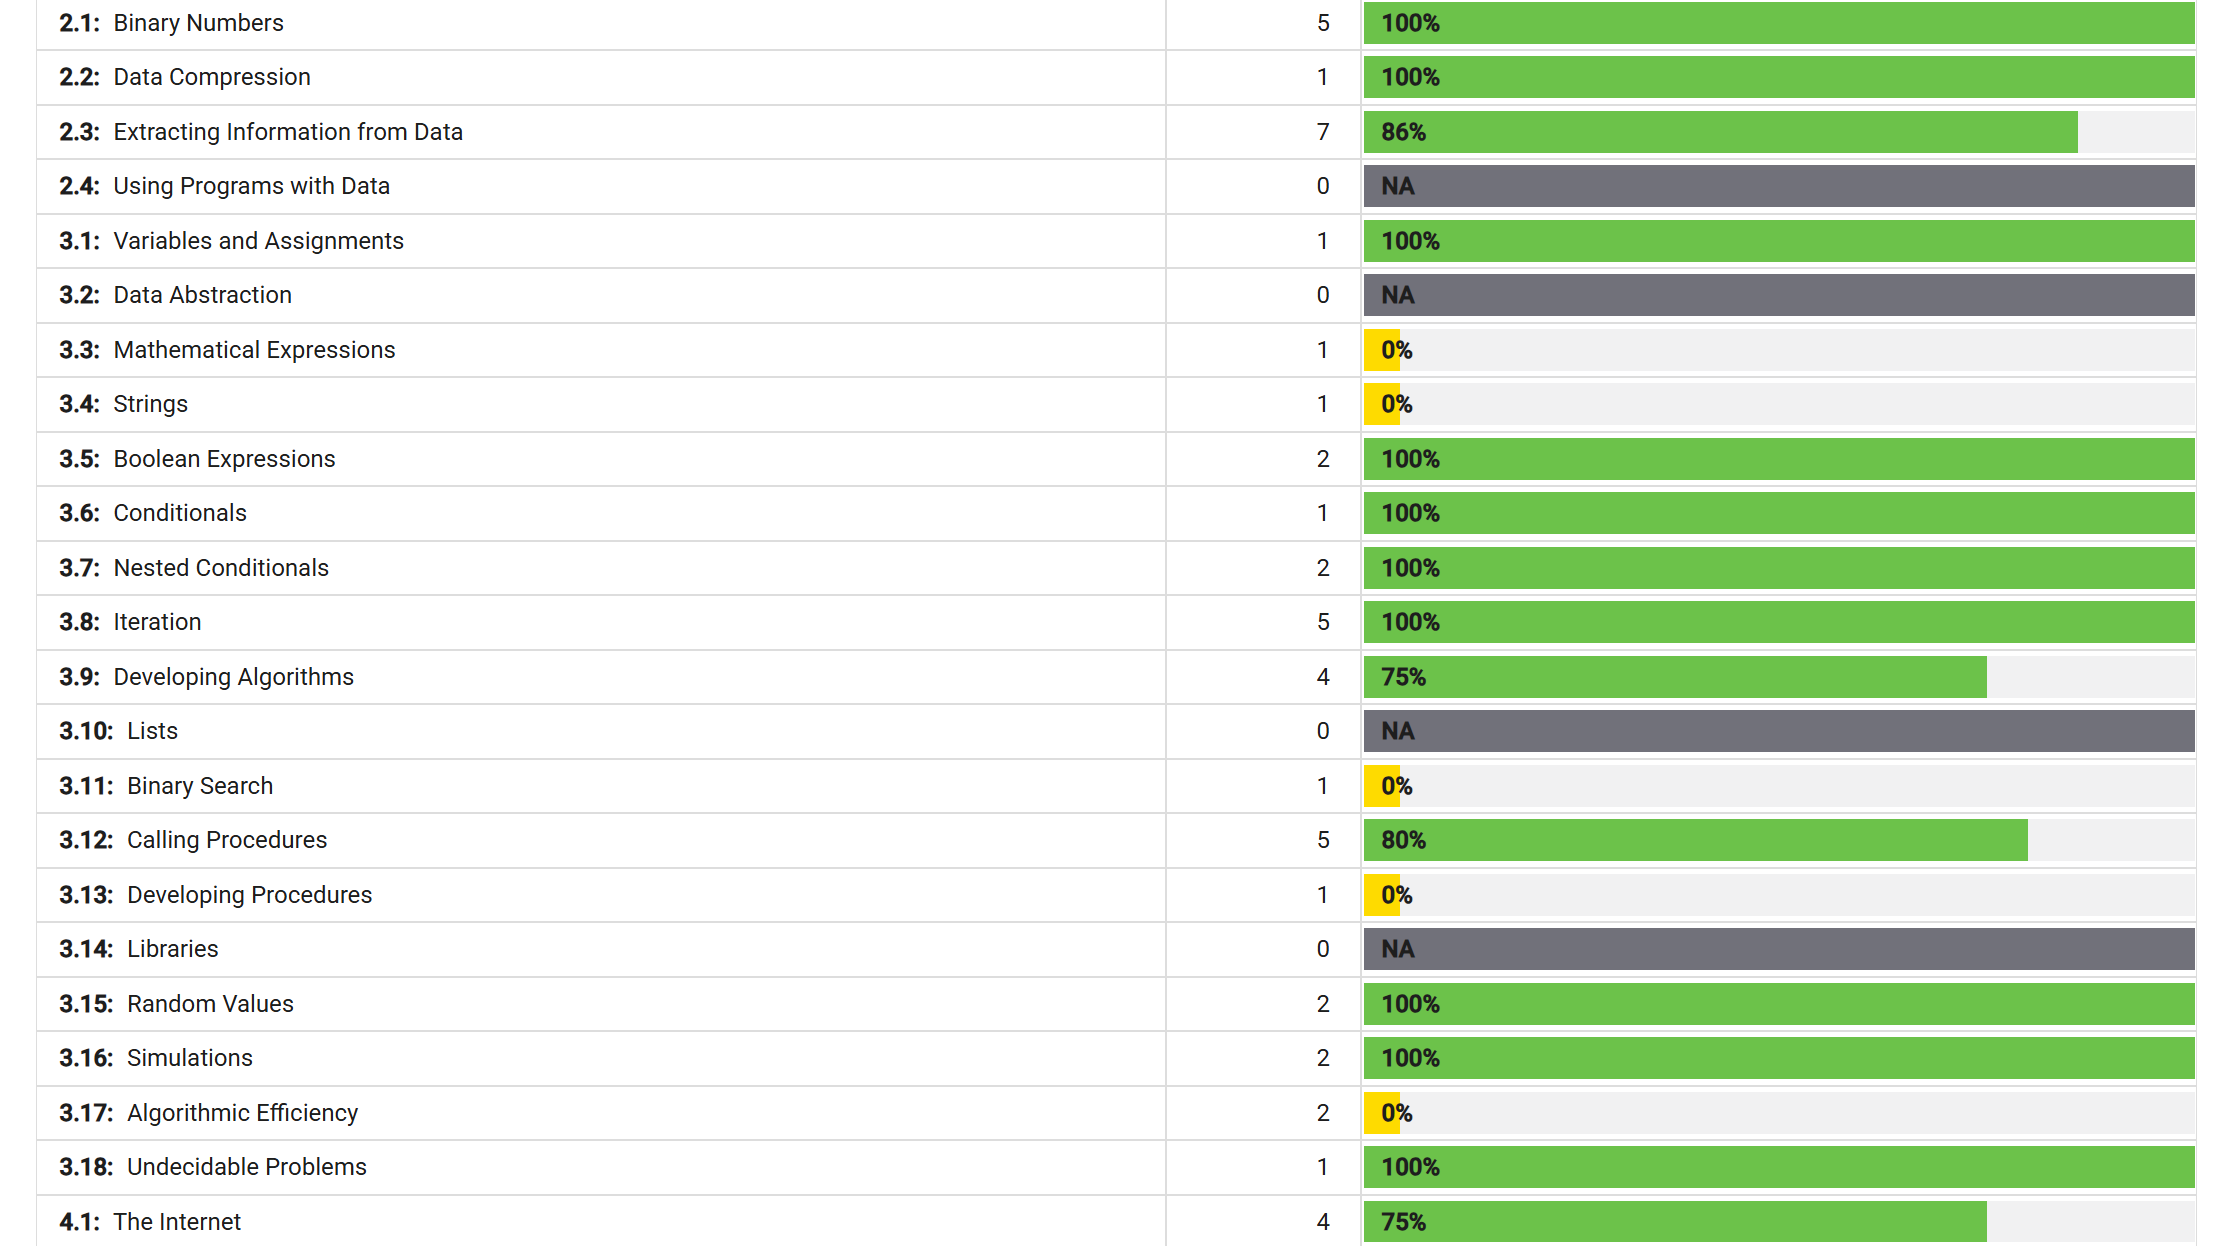 2.1: Binary Numbers 5 100%
2.2: Data Compression 1 100%
2.3: Extracting Information from Data 7 86%
2.4: Using Programs with Data 0 NA
3.1: Variables and Assignments 1 100%
3.2: Data Abstraction 0 NA
3.3: Mathematical Expressions 1 0%
3.4: Strings 1 0%
3.5: Boolean Expressions 2 100%
3.6: Conditionals 1 100%
3.7: Nested Conditionals 2 100%
3.8: Iteration 5 100%
3.9: Developing Algorithms 4 75%
3.10: Lists 0 NA
3.11: Binary Search 1 0%
3.12: Calling Procedures 5 80%
3.13: Developing Procedures 1 0%
3.14: Libraries 0 NA
3.15: Random Values 2 100%
3.16: Simulations 2 100%
3.17: Algorithmic Efficiency 2 0%
3.18: Undecidable Problems 1 100%
4.1: The Internet 4 75%